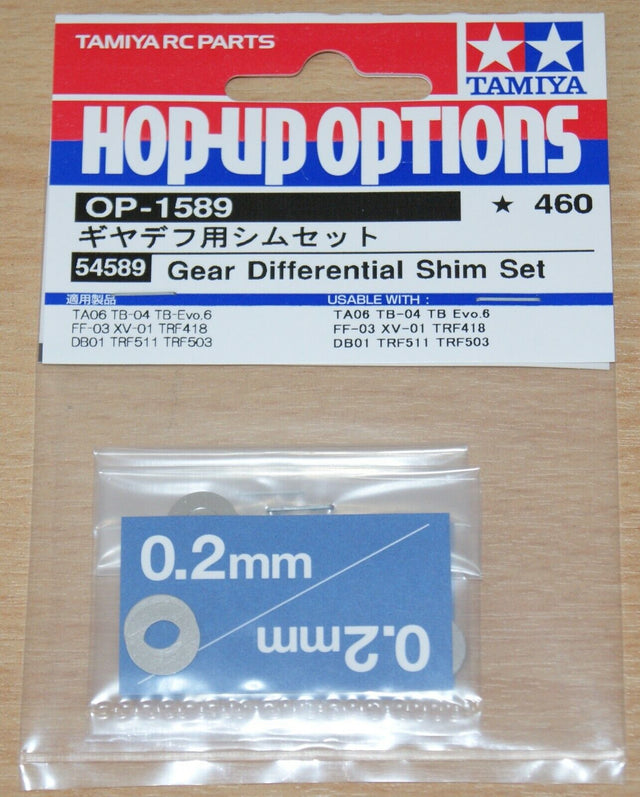 TAMIYA RC PARTS
TAMIYA
HOP-UP OPTIONS
OP-1589 ★ 460
ギヤデフ用シムセット
54589 Gear Differential Shim Set
適用製品
TA06 TB-04 TB-Evo.6
FF-03 XV-01 TRF418
DB01 TRF511 TRF503
USABLE WITH :
TA06 TB-04 TB Evo.6
FF-03 XV-01 TRF418
DB01 TRF511 TRF503
0.2mm
0.2mm